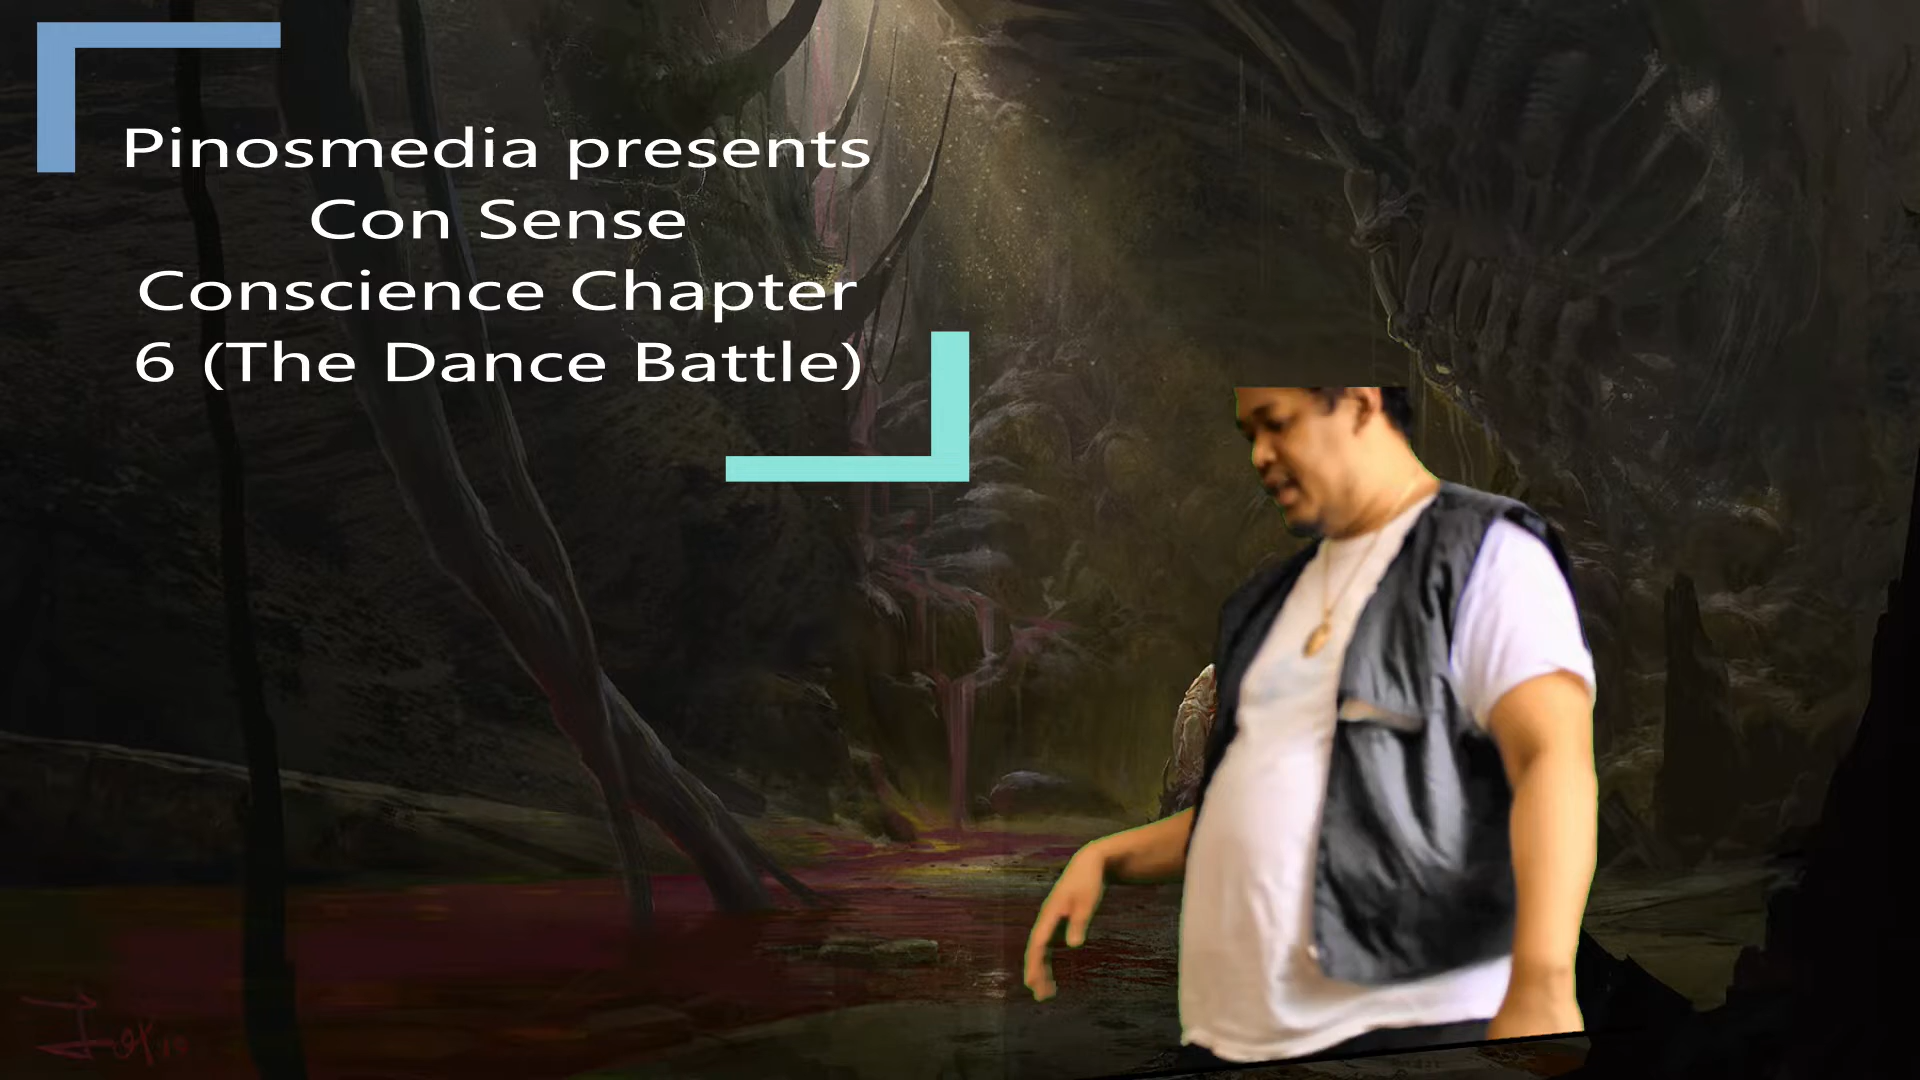 Pinosmedia presents
Con Sense
Conscience Chapter
6 (The Dance Battle)